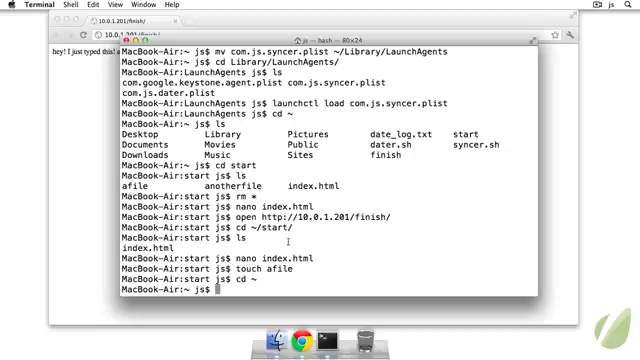 Terminal Shell Edit View Window Help
js
10.0.1.201/finish/
10.0.1.201/finish/
hey! I just typed this! a
js — bash — 80×24
MacBook-Air:~ js$ mv com.js.syncer.plist ~/Library/LaunchAgents
MacBook-Air:~ js$ cd Library/LaunchAgents/
MacBook-Air:LaunchAgents js$ ls
com.google.keystone.agent.plist com.js.syncer.plist
com.js.dater.plist
MacBook-Air:LaunchAgents js$ launchctl load com.js.syncer.plist
MacBook-Air:LaunchAgents js$ cd ~
MacBook-Air:~ js$ ls
Desktop Library Pictures date_log.txt start
Documents Movies Public dater.sh syncer.sh
Downloads Music Sites finish
MacBook-Air:~ js$ cd start
MacBook-Air:start js$ ls
afile anotherfile index.html
MacBook-Air:start js$ rm *
MacBook-Air:start js$ nano index.html
MacBook-Air:start js$ open http://10.0.1.201/finish/
MacBook-Air:start js$ cd ~/start/
MacBook-Air:start js$ ls
index.html
MacBook-Air:start js$ nano index.html
MacBook-Air:start js$ touch afile
MacBook-Air:start js$ cd ~
MacBook-Air:~ js$